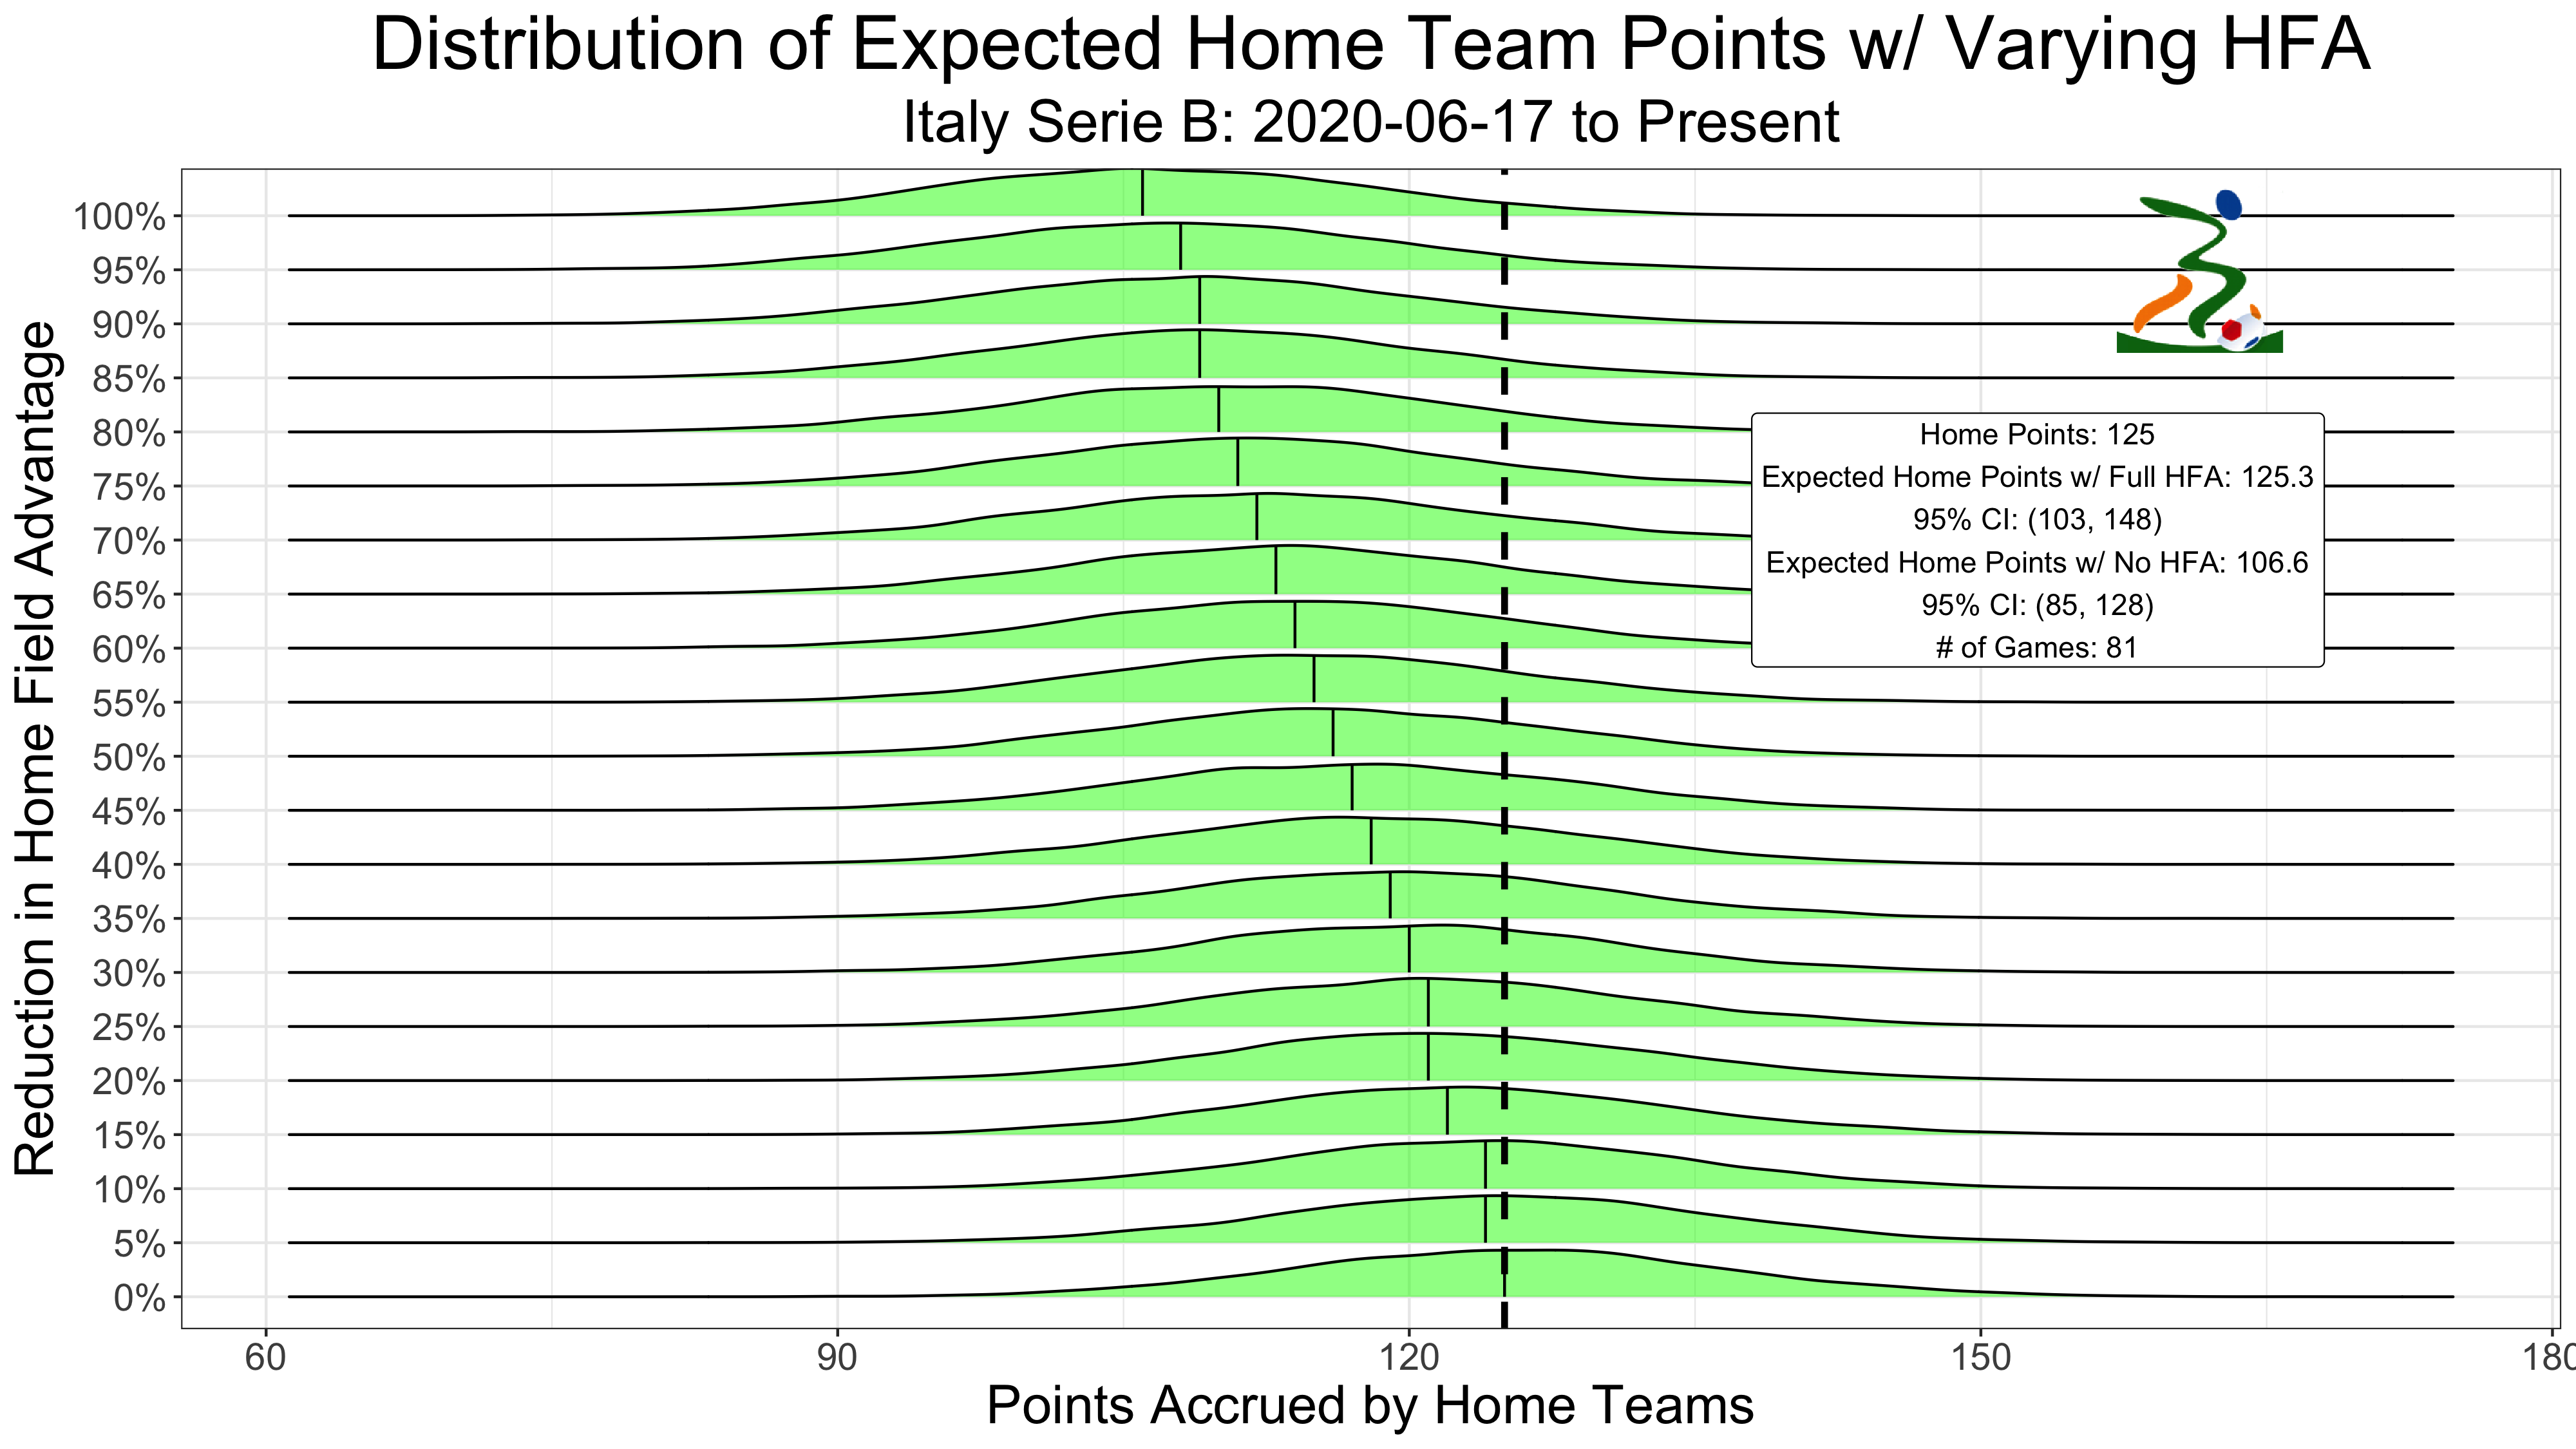 Distribution of Expected Home Team Points w/ Varying HFA
Italy Serie B: 2020-06-17 to Present
Reduction in Home Field Advantage
100%
95%
90%
85%
80%
75%
70%
65%
60%
55%
50%
45%
40%
35%
30%
25%
20%
15%
10%
5%
0%
Home Points: 125
Expected Home Points w/ Full HFA: 125.3
95% CI: (103, 148)
Expected Home Points w/ No HFA: 106.6
95% CI: (85, 128)
# of Games: 81
60 90 120 150 180
Points Accrued by Home Teams